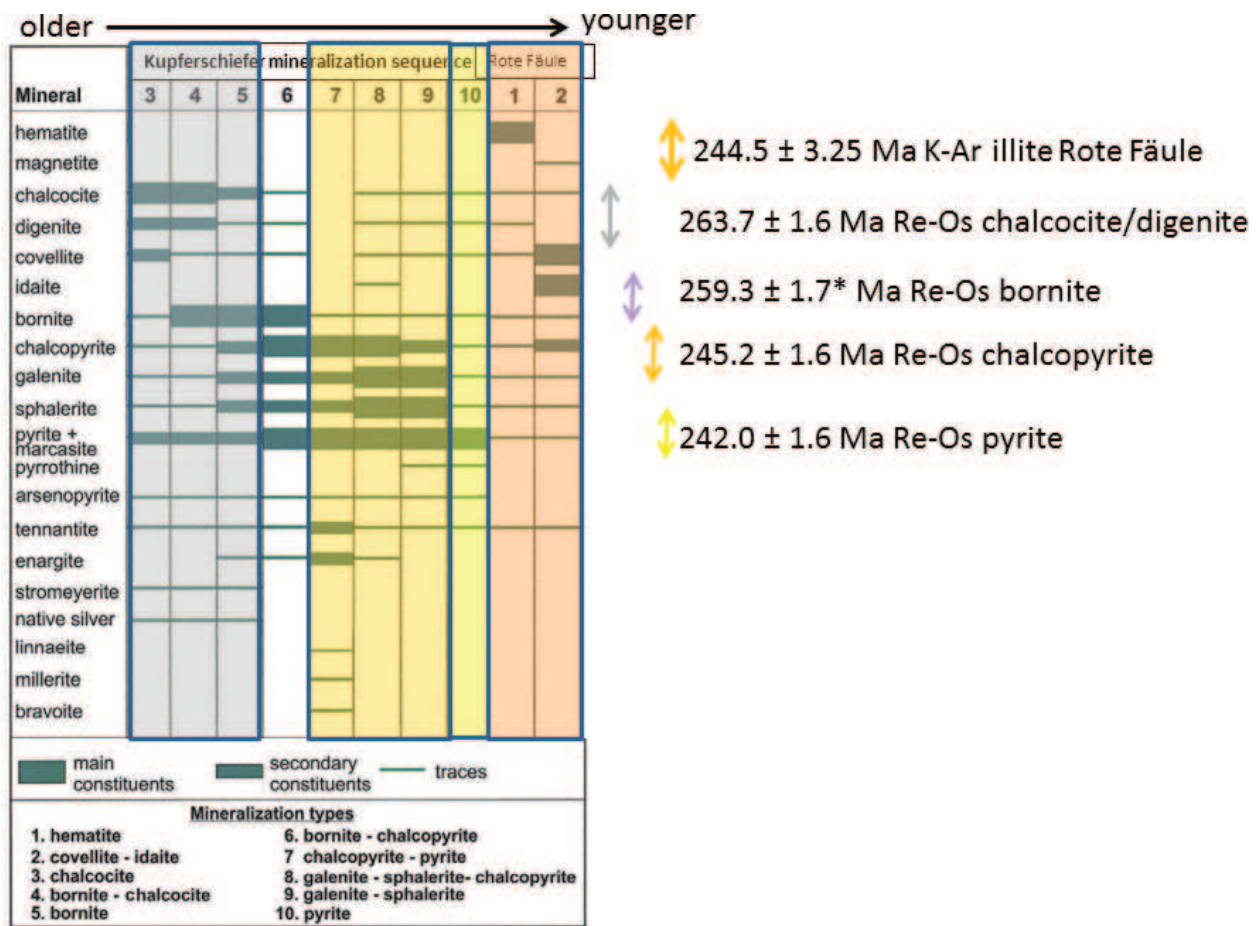 older younger
Kupferschiefer mineralization sequence Rote Fäule
Mineral 3 4 5 6 7 8 9 10 1 2
hematite
magnetite
chalcocite
digenite
covellite
idaite
bornite
chalcopyrite
galenite
sphalerite
pyrite +
marcasite
pyrrothine
arsenopyrite
tennantite
enargite
stromeyerite
native silver
linnaeite
millerite
bravoite
244.5 ± 3.25 Ma K-Ar illite Rote Fäule
263.7 ± 1.6 Ma Re-Os chalcocite/digenite
259.3 ± 1.7* Ma Re-Os bornite
245.2 ± 1.6 Ma Re-Os chalcopyrite
242.0 ± 1.6 Ma Re-Os pyrite
main
constituents
secondary
constituents
traces
Mineralization types
1. hematite
2. covellite - idaite
3. chalcocite
4. bornite - chalcocite
5. bornite
6. bornite - chalcopyrite
7 chalcopyrite - pyrite
8. galenite - sphalerite- chalcopyrite
9. galenite - sphalerite
10. pyrite